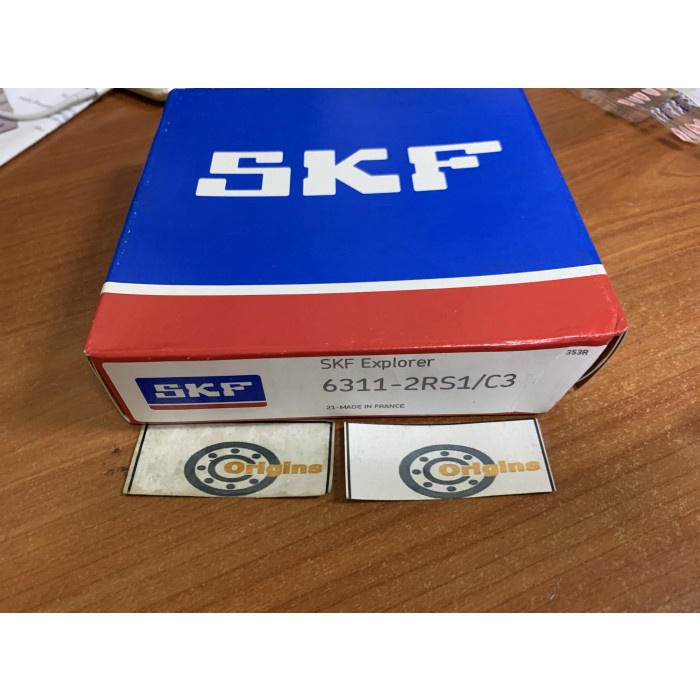 SKF
353R
SKF Explorer
SKF
6311-2RS1/C3
21-MADE IN FRANCE
Origins
Origins